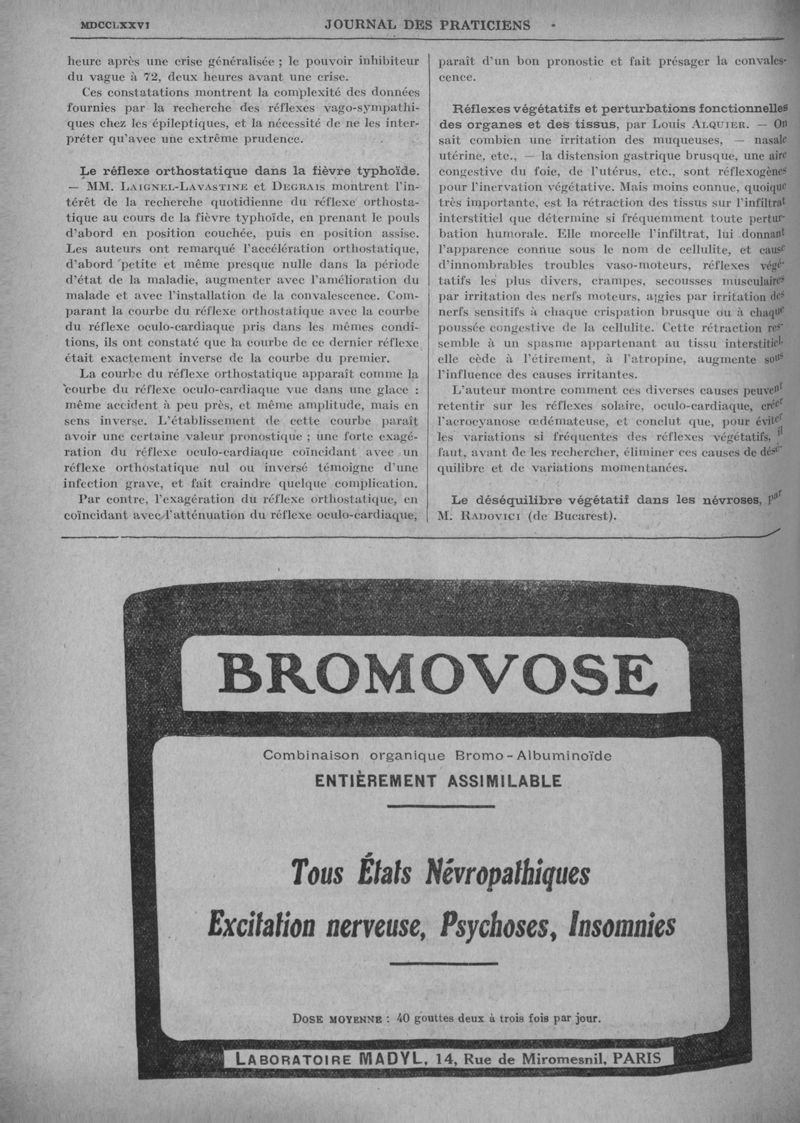 MDCCLXXVI
JOURNAL DES PRATICIENS
heure après une crise généralisée ; le pouvoir inhibiteur
du vague à 72, deux heures avant une crise.
Ces constatations montrent la complexité des données
fournies par la recherche des réflexes vago-sympathi-
ques chez les épileptiques, et la nécessité de ne les inter-
préter qu'avec une extrême prudence.
Le réflexe orthostatique dans la fièvre typhoïde.
— MM. LAIGNEL-LAVASTINE et DEGRAIS montrent l'in-
térêt de la recherche quotidienne du réflexe orthosta-
tique au cours de la fièvre typhoïde, en prenant le pouls
d'abord en position couchée, puis en position assise.
Les auteurs ont remarqué l'accélération orthostatique,
d'abord petite et même presque nulle dans la période
d'état de la maladie, augmenter avec l'amélioration du
malade et avec l'installation de la convalescence. Com-
parant la courbe du réflexe orthostatique avec la courbe
du réflexe oculo-cardiaque pris dans les mêmes condi-
tions, ils ont constaté que la courbe de ce dernier réflexe
était exactement inverse de la courbe du premier.
La courbe du réflexe orthostatique apparaît comme la
courbe du réflexe oculo-cardiaque vue dans une glace :
même accident à peu près, et même amplitude, mais en
sens inverse. L'établissement de cette courbe paraît
avoir une certaine valeur pronostique ; une forte exagé-
ration du réflexe oculo-cardiaque coïncidant avec un
réflexe orthostatique nul ou inversé témoigne d'une
infection grave, et fait craindre quelque complication.
Par contre, l'exagération du réflexe orthostatique, en
coïncidant avec l'atténuation du réflexe oculo-cardiaque,
paraît d'un bon pronostic et fait présager la convales-
cence.
Réflexes végétatifs et perturbations fonctionnelles
des organes et des tissus, par Louis ALQUIER. — On
sait combien une irritation des muqueuses, — nasale
utérine, etc., — la distension gastrique brusque, une aire
congestive du foie, de l'utérus, etc., sont réflexogènes
pour l'inervation végétative. Mais moins connue, quoique
très importante, est la rétraction des tissus sur l'infiltrat
interstitiel que détermine si fréquemment toute pertur-
bation humorale. Elle morcelle l'infiltrat, lui donnant
l'apparence connue sous le nom de cellulite, et cause
d'innombrables troubles vaso-moteurs, réflexes végé-
tatifs les plus divers, crampes, secousses musculaires
par irritation des nerfs moteurs, algies par irritation des
nerfs sensitifs à chaque crispation brusque ou à chaque
poussée congestive de la cellulite. Cette rétraction res-
semble à un spasme appartenant au tissu interstitiel.
elle cède à l'étirement, à l'atropine, augmente sous
l'influence des causes irritantes.
L'auteur montre comment ces diverses causes peuvent
retentir sur les réflexes solaire, oculo-cardiaque, créer
l'acrocyanose œdémateuse, et conclut que, pour éviter
les variations si fréquentes des réflexes végétatifs, il
faut, avant de les rechercher, éliminer ces causes de désé-
quilibre et de variations momentanées.
Le déséquilibre végétatif dans les névroses, par
M. RADOVICI (de Bucarest).
BROMOVOSE
Combinaison organique Bromo-Albuminoïde
ENTIÈREMENT ASSIMILABLE
Tous États Névropathiques
Excitation nerveuse, Psychoses, Insomnies
DOSE MOYENNE : 40 gouttes deux à trois fois par jour.
LABORATOIRE MADYL, 14, Rue de Miromesnil, PARIS